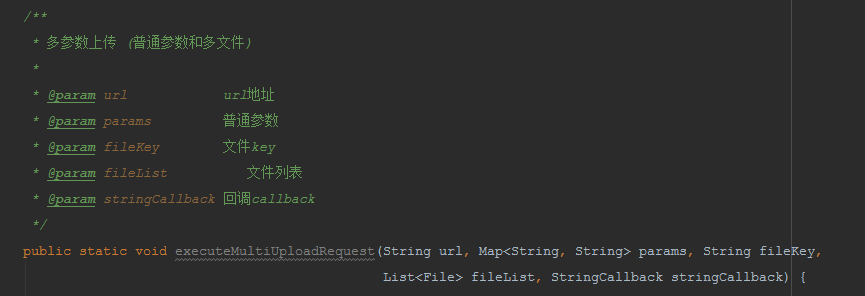 /**
* 多参数上传 (普通参数和多文件)
*
* @param url url地址
* @param params 普通参数
* @param fileKey 文件key
* @param fileList 文件列表
* @param stringCallback 回调callback
*/
public static void executeMultiUploadRequest(String url, Map<String, String> params, String fileKey,
List<File> fileList, StringCallback stringCallback) {